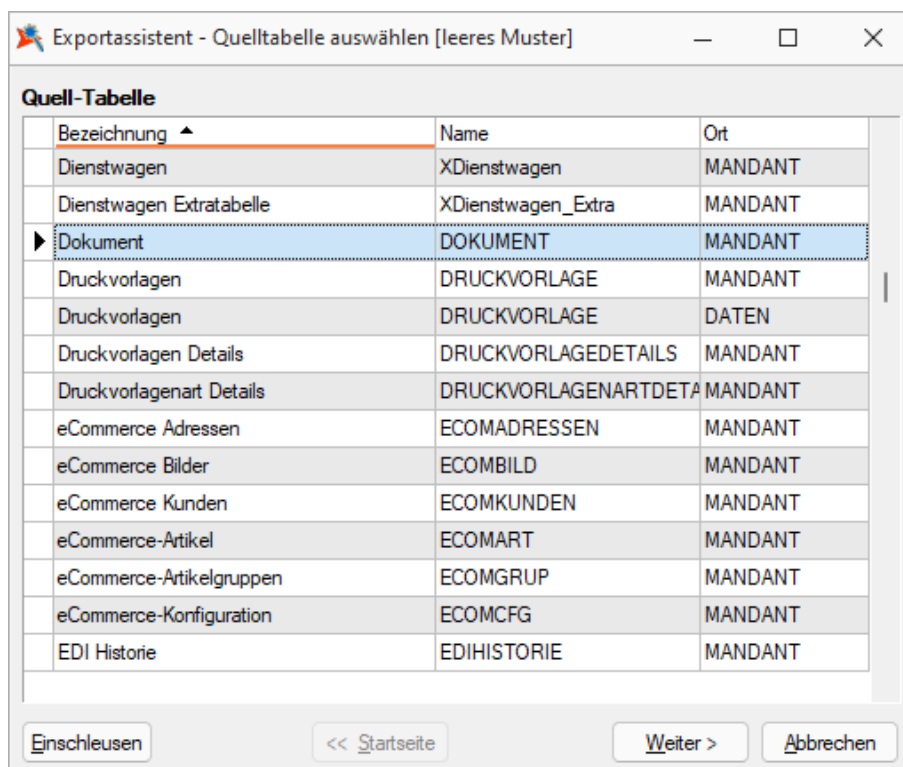 Exportassistent - Quelltabelle auswählen [leeres Muster]
Quell-Tabelle
Bezeichnung Name Ort
Dienstwagen XDienstwagen MANDANT
Dienstwagen Extratabelle XDienstwagen_Extra MANDANT
Dokument DOKUMENT MANDANT
Druckvorlagen DRUCKVORLAGE MANDANT
Druckvorlagen DRUCKVORLAGE DATEN
Druckvorlagen Details DRUCKVORLAGEDETAILS MANDANT
Druckvorlagenart Details DRUCKVORLAGENARTDETA MANDANT
eCommerce Adressen ECOMADRESSEN MANDANT
eCommerce Bilder ECOMBILD MANDANT
eCommerce Kunden ECOMKUNDEN MANDANT
eCommerce-Artikel ECOMART MANDANT
eCommerce-Artikelgruppen ECOMGRUP MANDANT
eCommerce-Konfiguration ECOMCFG MANDANT
EDI Historie EDIHISTORIE MANDANT
Einschleusen << Startseite Weiter > Abbrechen